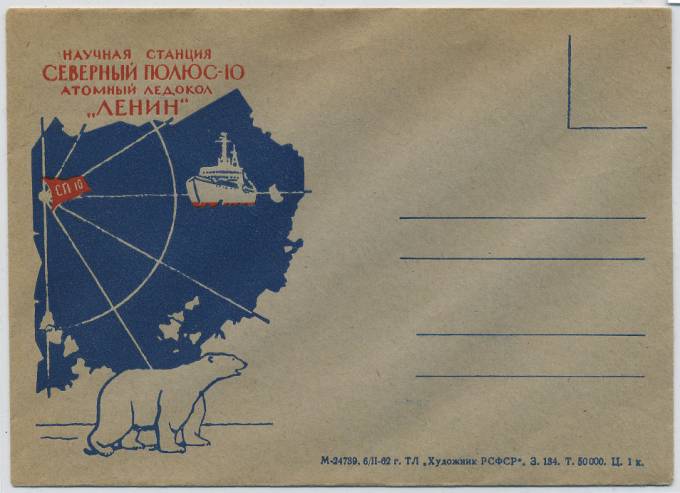 НАУЧНАЯ СТАНЦИЯ
СЕВЕРНЫЙ ПОЛЮС-10
АТОМНЫЙ ЛЕДОКОЛ
„ЛЕНИН“
СП 10
М-24739. 6/II-62 г. ТЛ „Художник РСФСР“. З. 134. Т. 50000. Ц. 1 к.